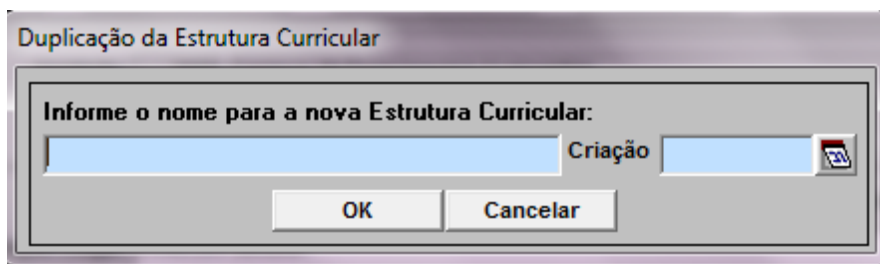 Duplicação da Estrutura Curricular
Informe o nome para a nova Estrutura Curricular:
Criação
OK Cancelar